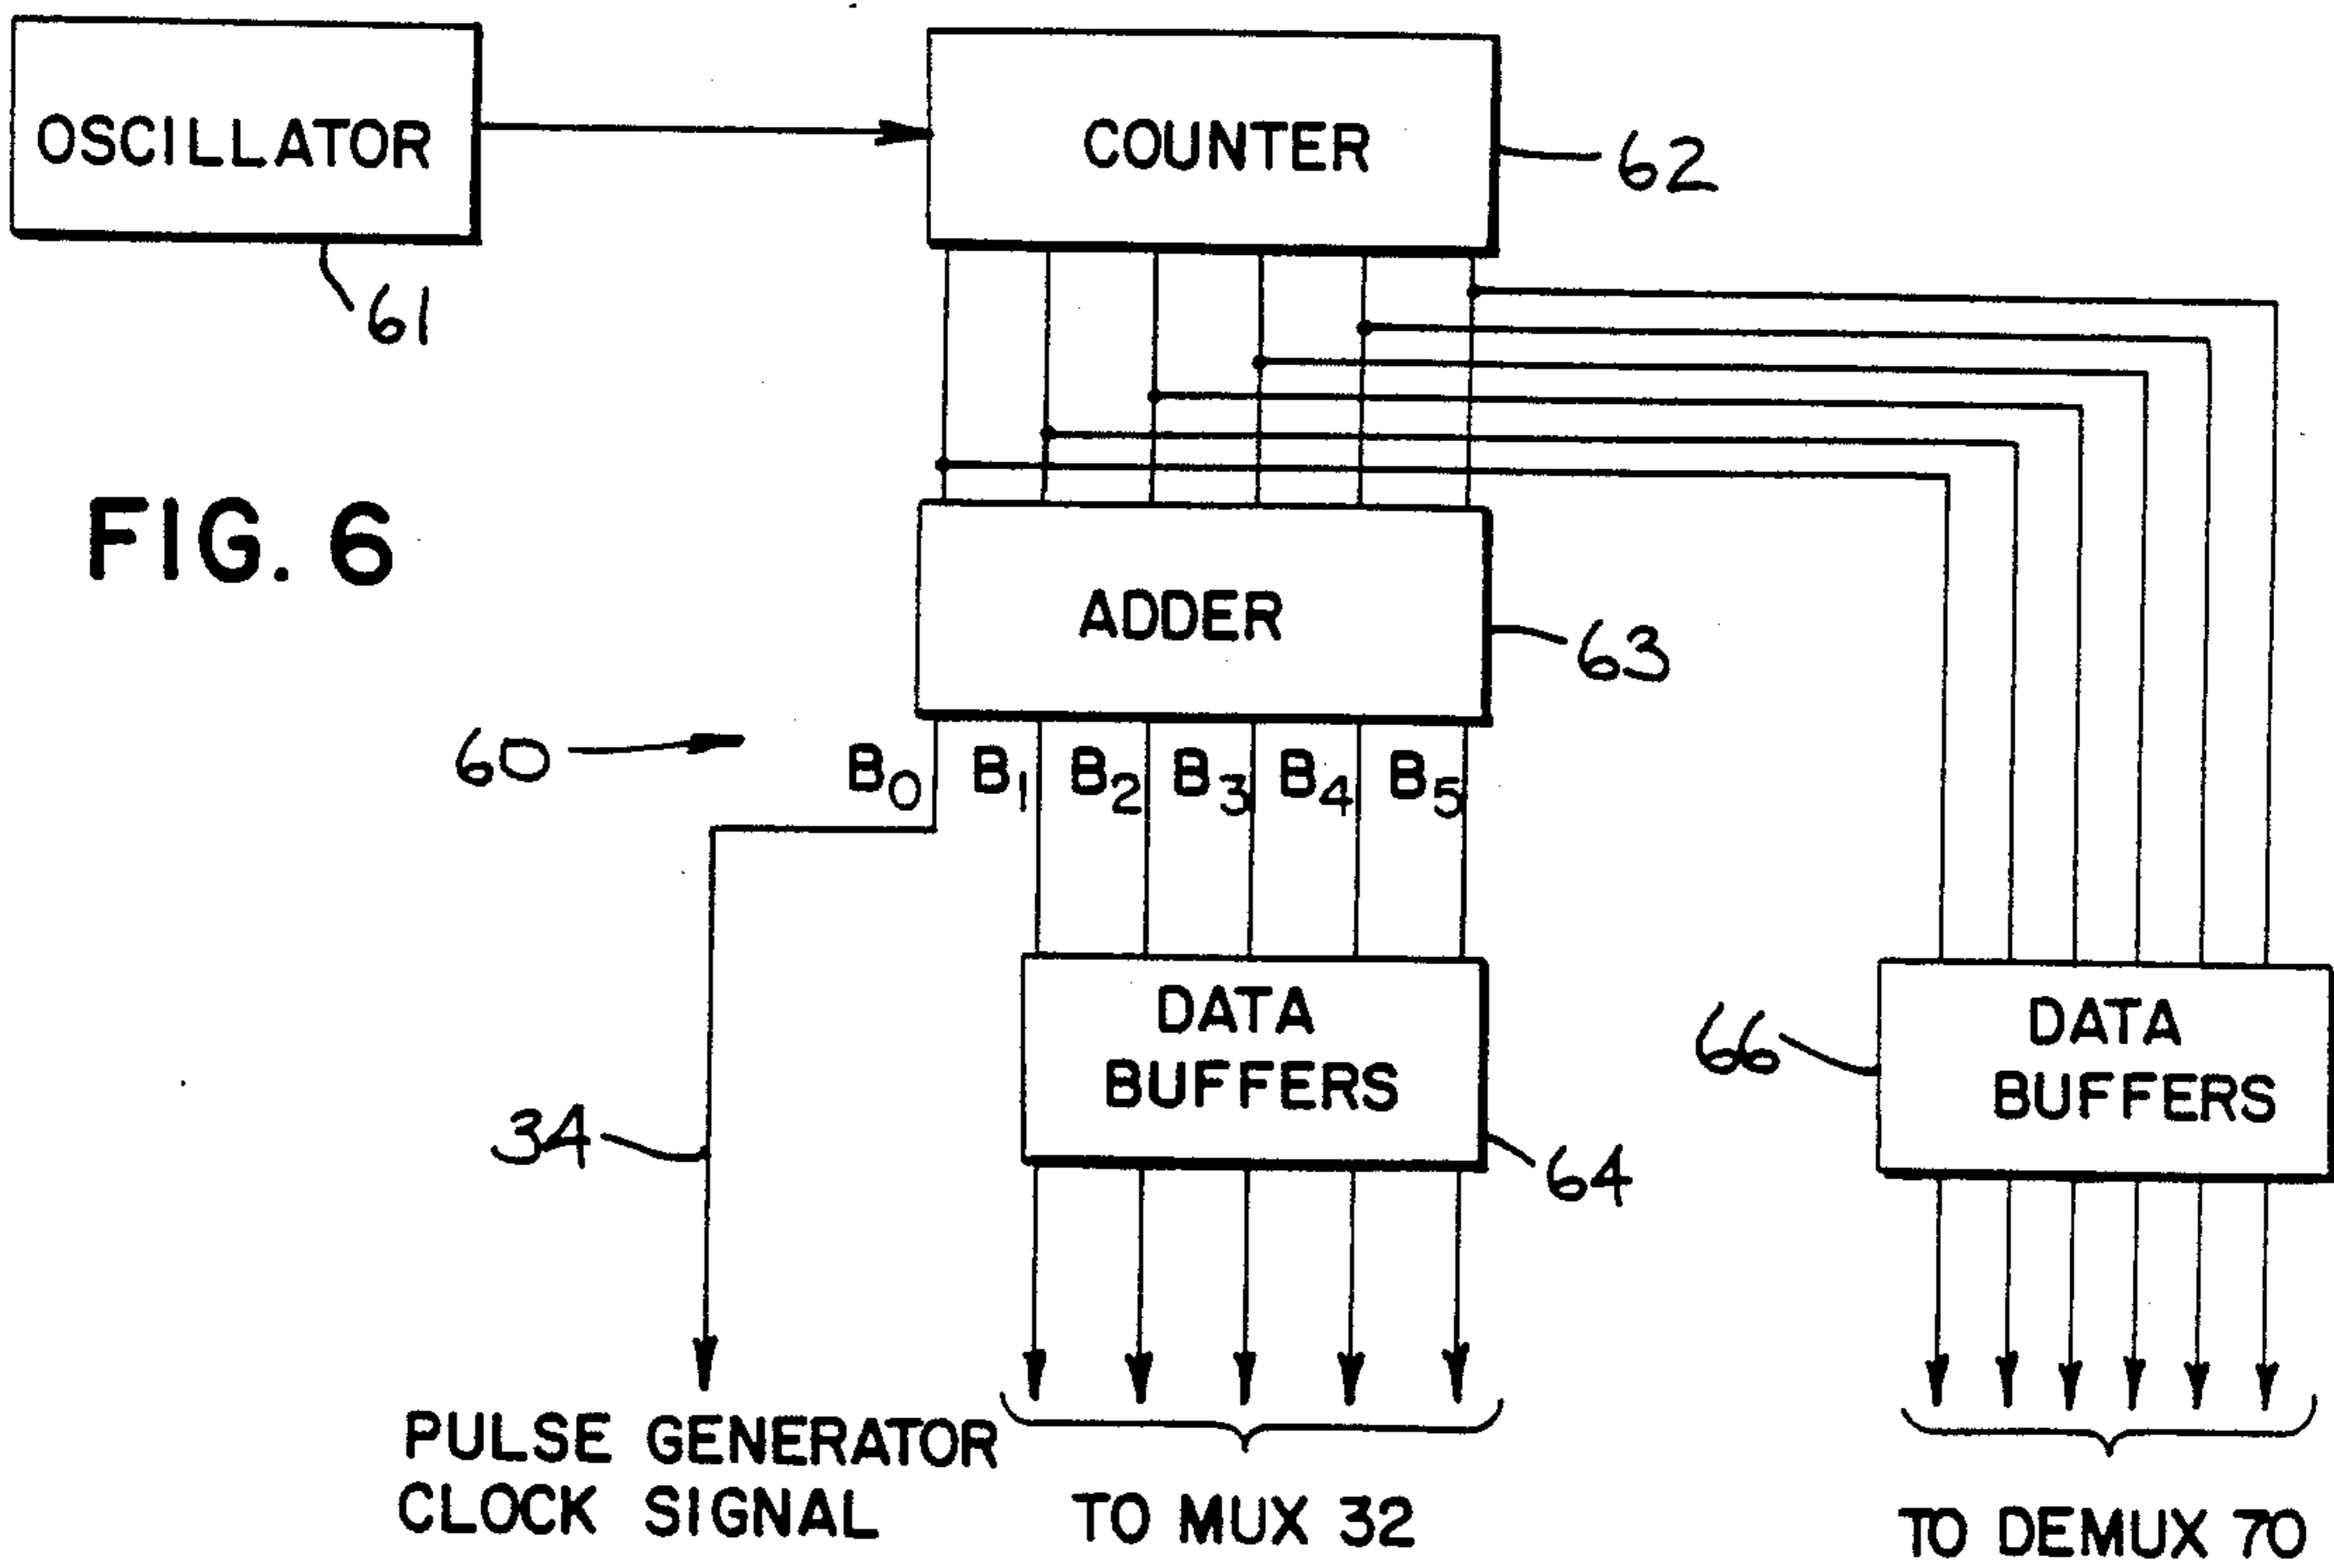 OSCILLATOR
COUNTER
62
61
FIG. 6
ADDER
63
60
B0 B1 B2 B3 B4 B5
DATA
BUFFERS
DATA
BUFFERS
66
34
64
PULSE GENERATOR
CLOCK SIGNAL
TO MUX 32
TO DEMUX 70